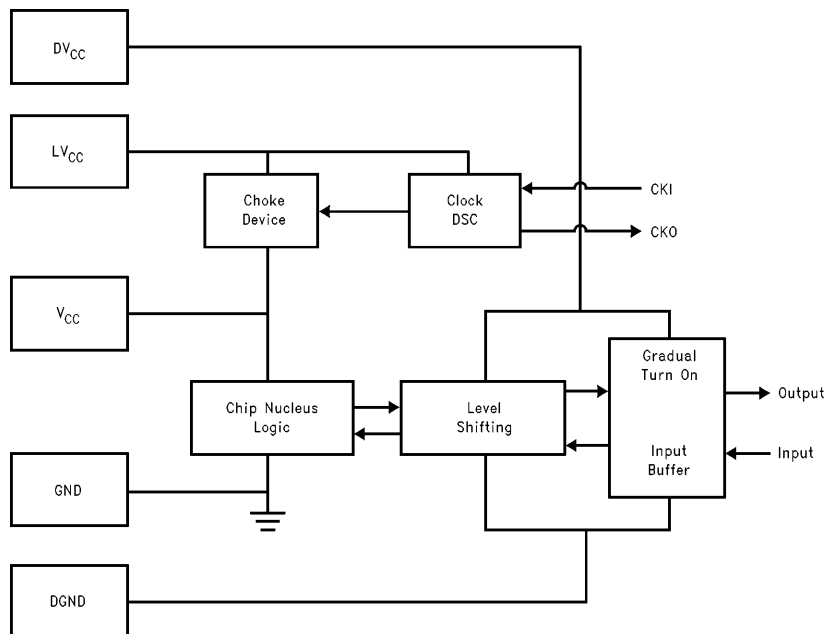 DVCC
LVCC
Choke
Device
Clock
DSC
CKI
CKO
VCC
Gradual
Turn On
Chip Nucleus
Logic
Level
Shifting
Output
Input
Buffer
Input
GND
DGND